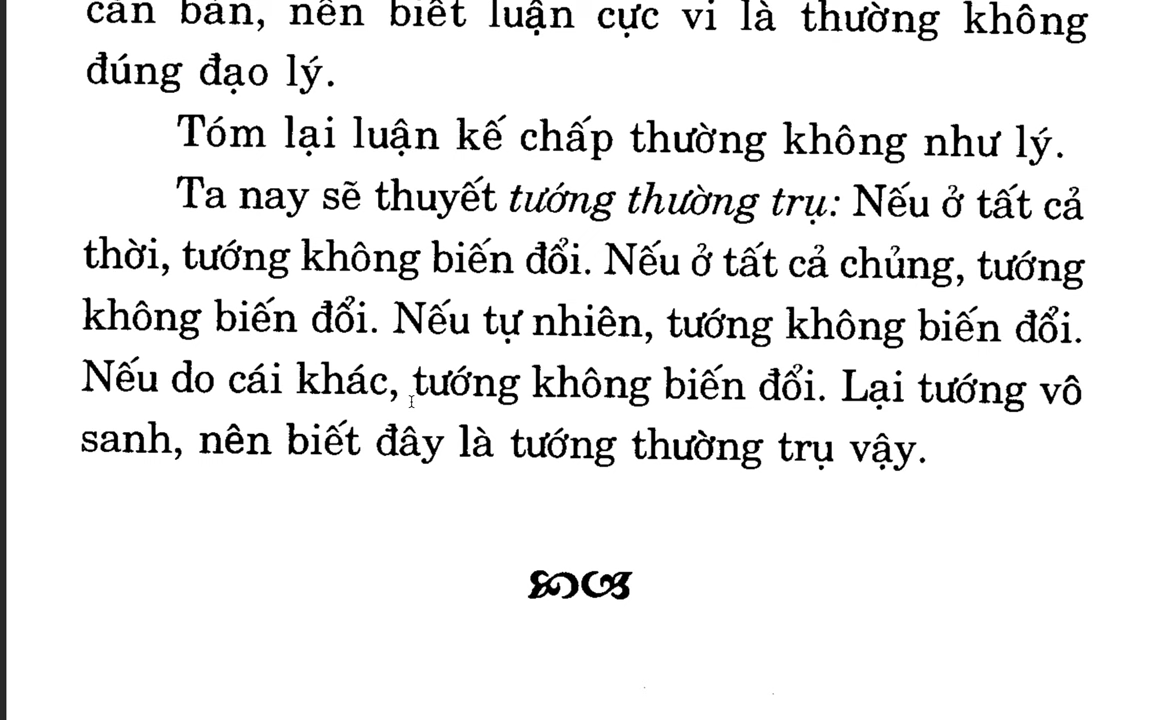 căn bản, nên biết luận cực vi là thường không
đúng đạo lý.
Tóm lại luận kế chấp thường không như lý.
Ta nay sẽ thuyết tướng thường trụ: Nếu ở tất cả
thời, tướng không biến đổi. Nếu ở tất cả chủng, tướng
không biến đổi. Nếu tự nhiên, tướng không biến đổi.
Nếu do cái khác, tướng không biến đổi. Lại tướng vô
sanh, nên biết đây là tướng thường trụ vậy.